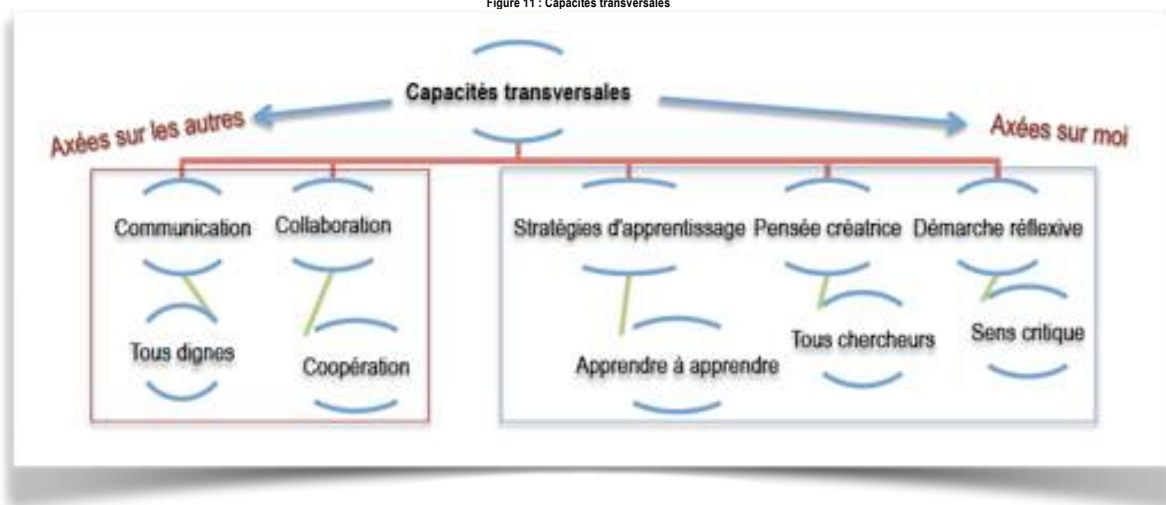 Figure 11 : Capacités transversales
Capacités transversales
Axées sur les autres
Axées sur moi
Communication
Collaboration
Stratégies d'apprentissage
Pensée créatrice
Démarche réflexive
Tous dignes
Coopération
Apprendre à apprendre
Tous chercheurs
Sens critique